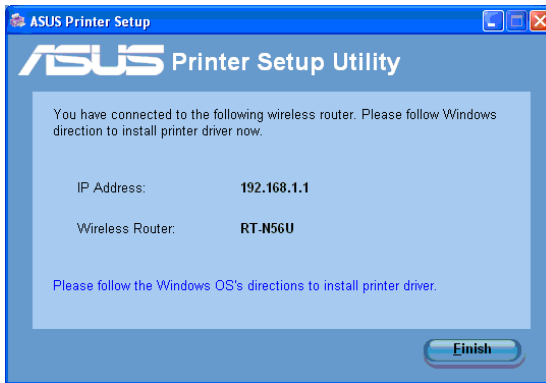 ASUS Printer Setup
ASUS Printer Setup Utility
You have connected to the following wireless router. Please follow Windows
direction to install printer driver now.
IP Address: 192.168.1.1
Wireless Router: RT-N56U
Please follow the Windows OS's directions to install printer driver.
Finish